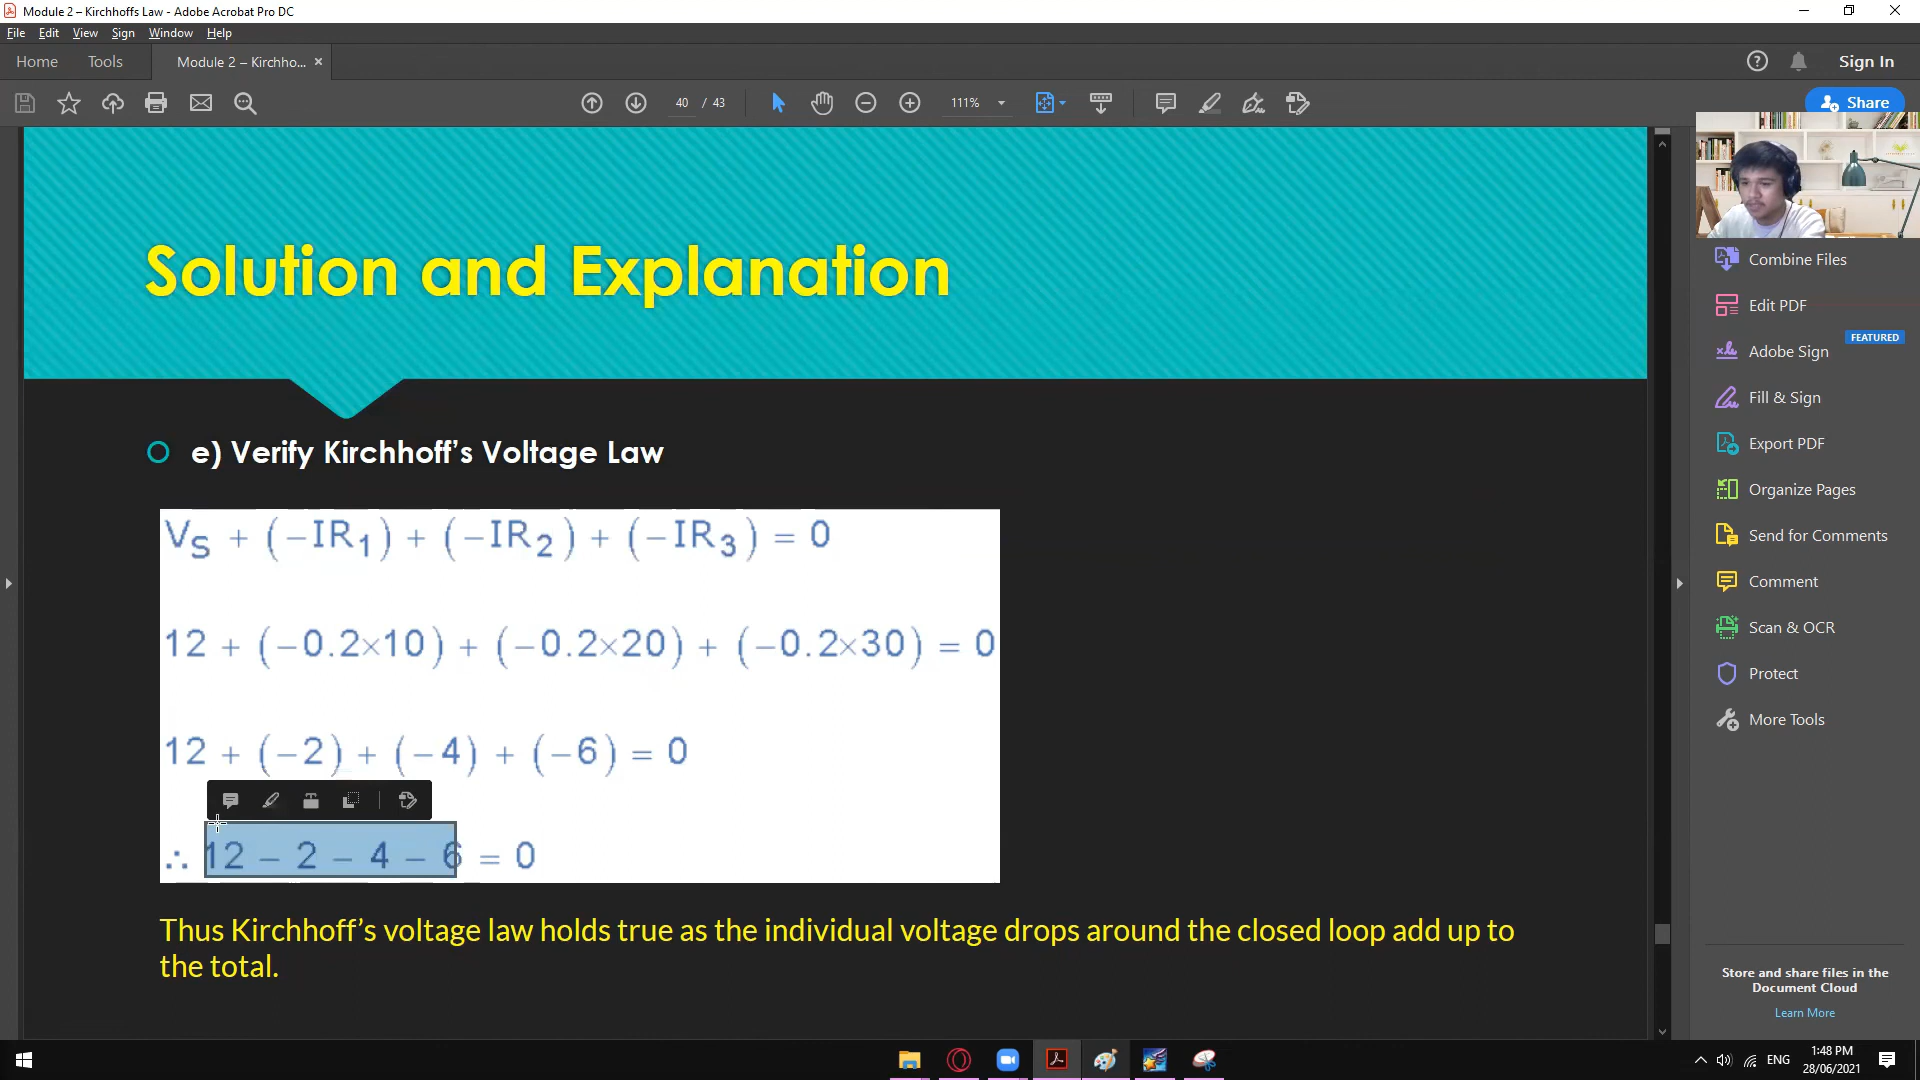 Module 2 – Kirchhoffs Law - Adobe Acrobat Pro DC
File Edit View Sign Window Help
Home Tools Module 2 – Kirchho... × Sign In
40 / 43 111% Share
Solution and Explanation
e) Verify Kirchhoff's Voltage Law
V_S + (−IR_1) + (−IR_2) + (−IR_3) = 0
12 + (−0.2×10) + (−0.2×20) + (−0.2×30) = 0
12 + (−2) + (−4) + (−6) = 0
∴ 12 − 2 − 4 − 6 = 0
Thus Kirchhoff's voltage law holds true as the individual voltage drops around the closed loop add up to
the total.
Combine Files
Edit PDF
FEATURED
Adobe Sign
Fill & Sign
Export PDF
Organize Pages
Send for Comments
Comment
Scan & OCR
Protect
More Tools
Store and share files in the
Document Cloud
Learn More
ENG
1:48 PM
28/06/2021